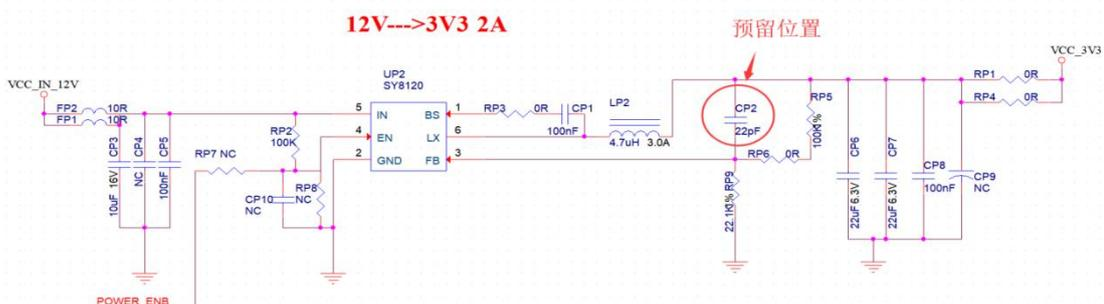 12V--->3V3 2A
预留位置
VCC_3V3
VCC_IN_12V
UP2
SY8120
FP2 10R
FP1 10R
5 IN BS 1
4 EN LX 6
2 GND FB 3
RP3 0R
CP1
100nF
LP2
4.7uH 3.0A
CP2
22pF
RP5
100K1%
RP6 0R
RP9
22.1K1%
RP1 0R
RP4 0R
RP2
100K
RP7 NC
RP8
NC
CP10
NC
CP3
10uF 16V
CP4
NC
CP5
100nF
CP6
22uF 6.3V
CP7
22uF 6.3V
CP8
100nF
CP9
NC
POWER_ENB